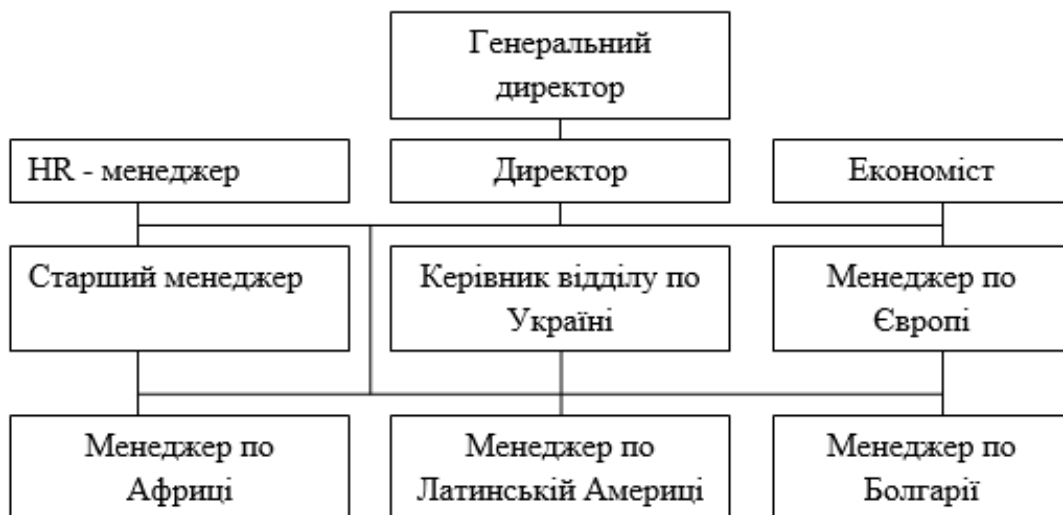 Генеральний
директор
HR - менеджер
Директор
Економіст
Старший менеджер
Керівник відділу по
Україні
Менеджер по
Європі
Менеджер по
Африці
Менеджер по
Латинській Америці
Менеджер по
Болгарії